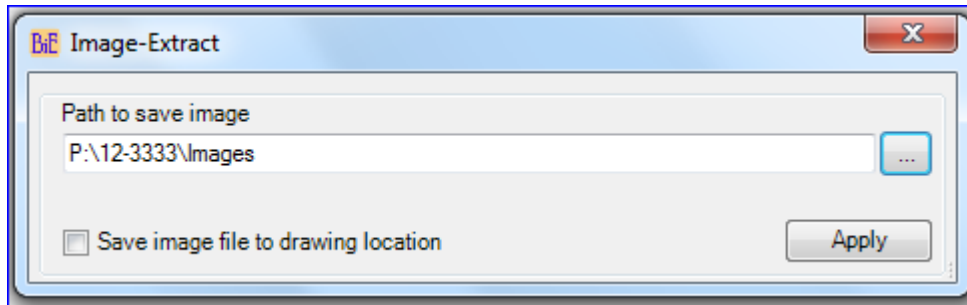 BiE Image-Extract
Path to save image
P:\12-3333\Images
...
Save image file to drawing location
Apply